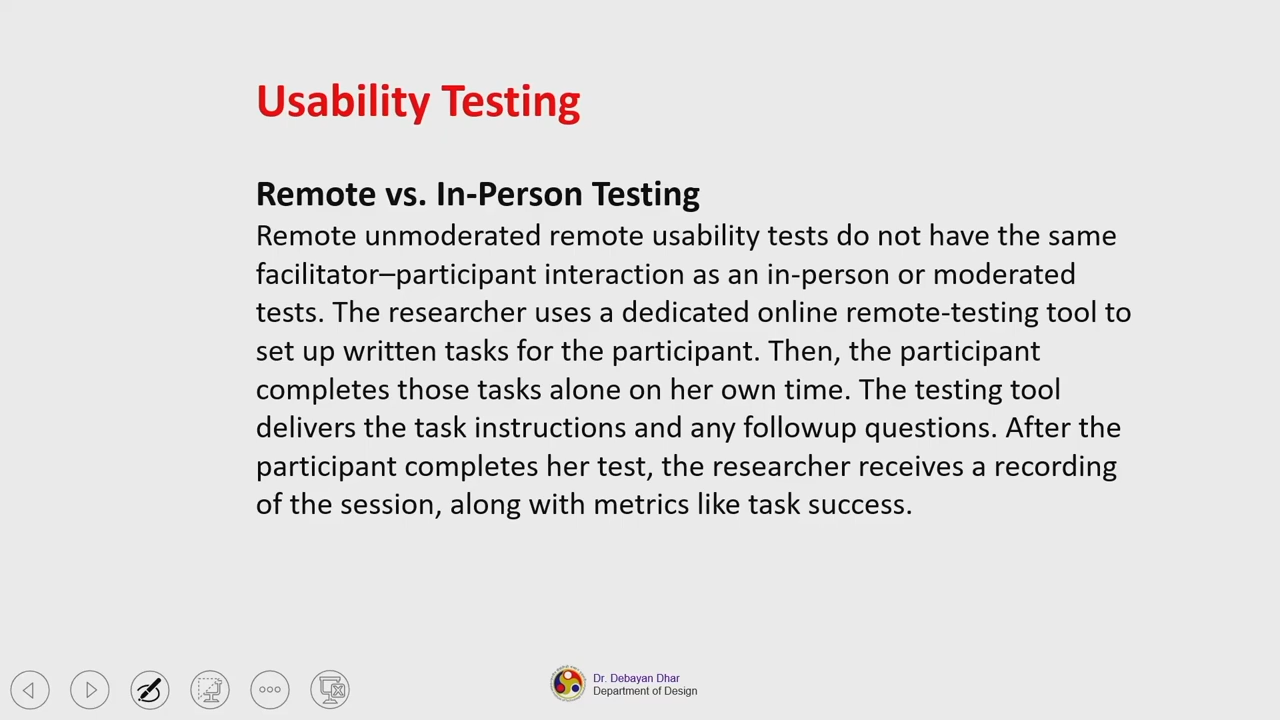 Usability Testing
Remote vs. In-Person Testing
Remote unmoderated remote usability tests do not have the same
facilitator–participant interaction as an in-person or moderated
tests. The researcher uses a dedicated online remote-testing tool to
set up written tasks for the participant. Then, the participant
completes those tasks alone on her own time. The testing tool
delivers the task instructions and any followup questions. After the
participant completes her test, the researcher receives a recording
of the session, along with metrics like task success.
Dr. Debayan Dhar
Department of Design